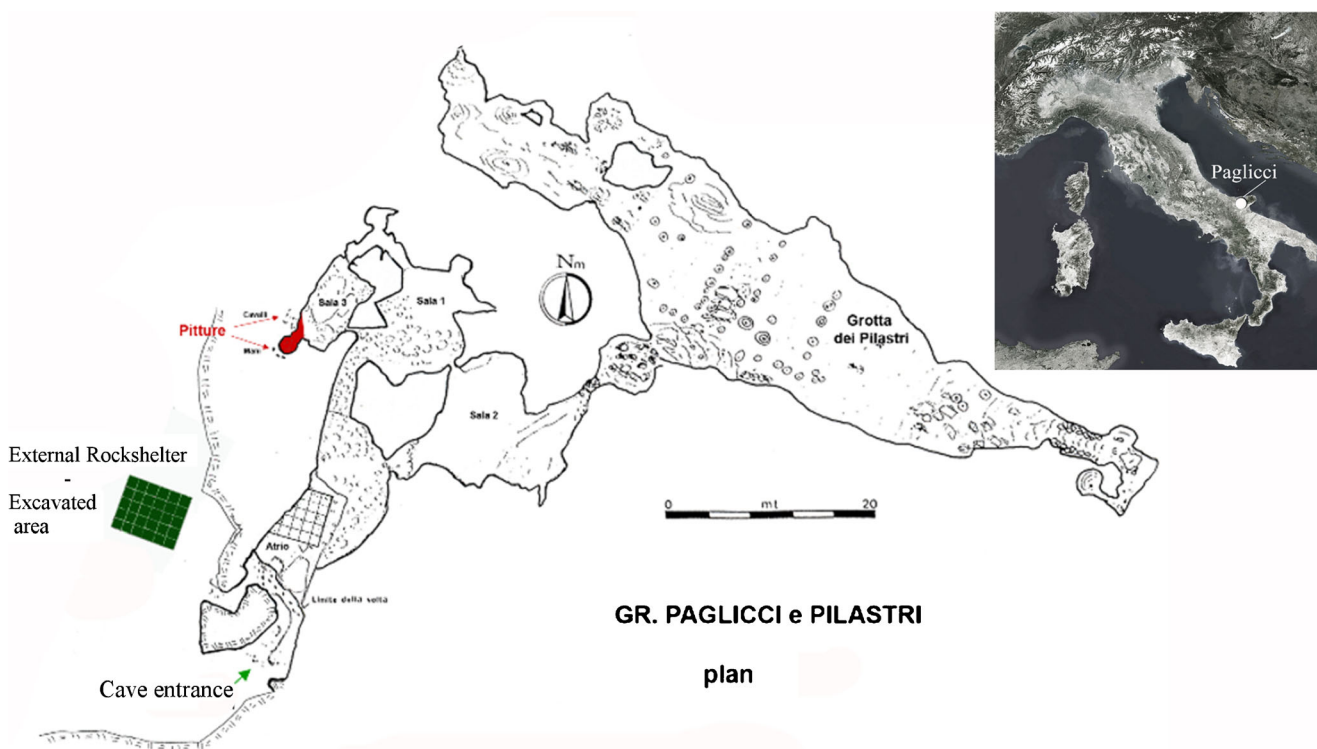 Paglicci
Nm
Sala 3
Sala 1
Cavalli
Pitture
Mani
Grotta
dei Pilastri
Sala 2
External Rockshelter
-
Excavated
area
0 mt 20
Atrio
Limite della volta
GR. PAGLICCI e PILASTRI
plan
Cave entrance